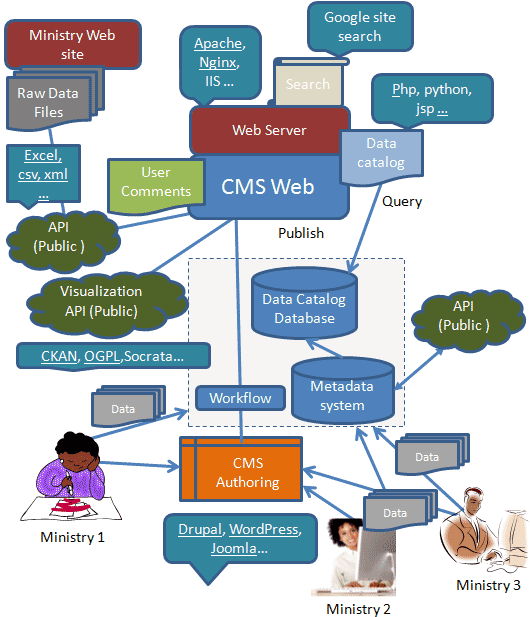 Ministry Web
site
Raw Data
Files
Excel,
csv, xml
...
API
(Public )
Apache,
Nginx,
IIS ...
Google site
search
Search
Php, python,
jsp ...
Web Server
User
Comments
CMS Web
Data
catalog
Publish
Query
Visualization
API (Public)
CKAN, OGPL,Socrata...
Data Catalog
Database
API
(Public )
Metadata
system
Workflow
Data
CMS
Authoring
Data
Data
Ministry 1
Drupal, WordPress,
Joomla...
Ministry 2
Ministry 3